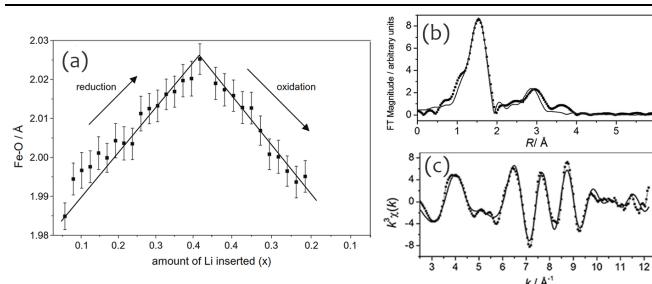 (a)
reduction
oxidation
2.03
2.02
2.01
2.00
1.99
1.98
Fe-O / Å
0.1 0.2 0.3 0.4 0.3 0.2 0.1
amount of Li inserted (x)
(b)
FT Magnitude / arbitrary units
8
6
4
2
0
0 1 2 3 4 5
R/ Å
(c)
k³χ(k)
8
4
0
-4
-8
3 4 5 6 7 8 9 10 11 12
k / Å⁻¹